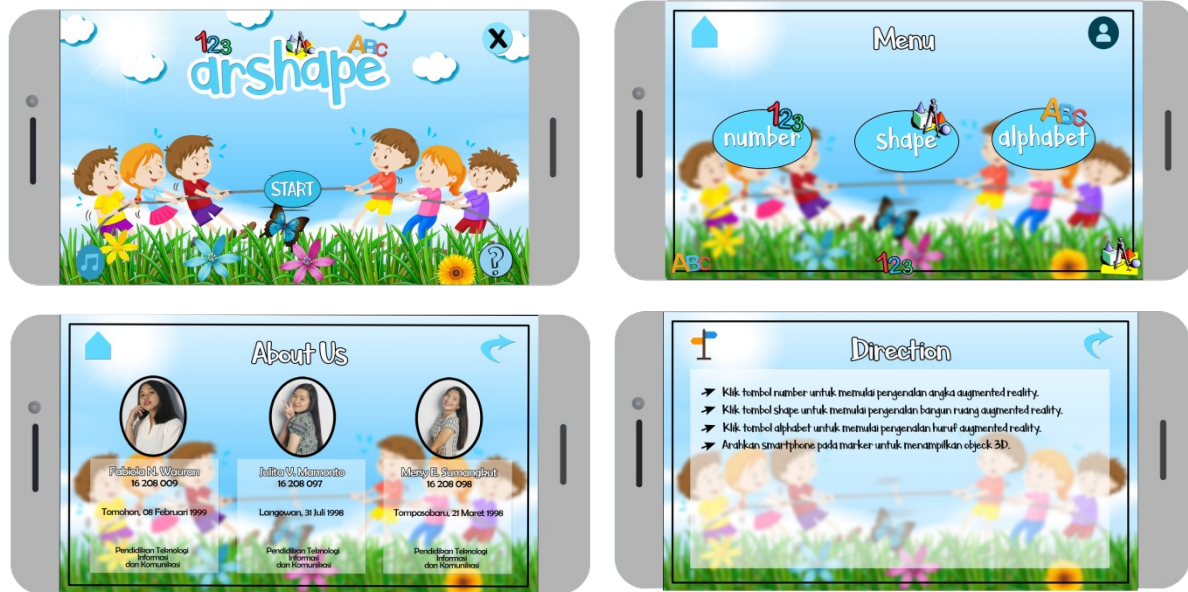 123
ABC
arshape
X
START
?
Menu
123
ABC
number
shape
alphabet
ABC
123
About Us
Fabiola N. Wauran
16 208 009
Tomohon, 08 Februari 1999
Pendidikan Teknologi
Informasi
dan Komunikasi
Julita V. Mamonto
16 208 097
Langowan, 31 Juli 1998
Pendidikan Teknologi
Informasi
dan Komunikasi
Meny E. Sumangkut
16 208 098
Tompasobaru, 21 Maret 1998
Pendidikan Teknologi
Informasi
dan Komunikasi
Direction
Klik tombol number untuk memulai pengenalan angka augmented reality.
Klik tombol shape untuk memulai pengenalan bangun ruang augmented reality.
Klik tombol alphabet untuk memulai pengenalan huruf augmented reality.
Arahkan smartphone pada marker untuk menampilkan objeck 3D.